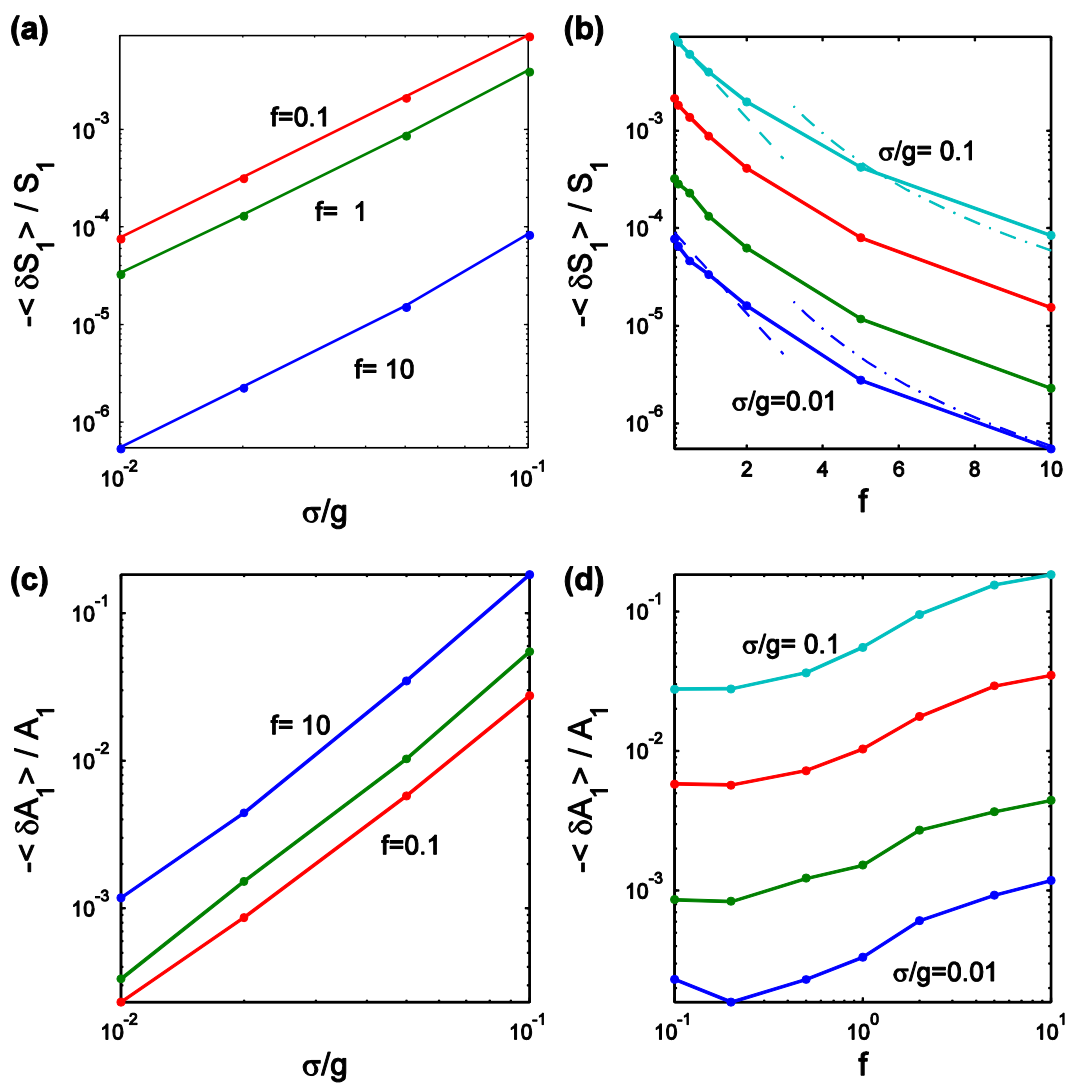 (a)
-< δS₁ > / S₁
10⁻³
10⁻⁴
10⁻⁵
10⁻⁶
f=0.1
f= 1
f= 10
10⁻²
10⁻¹
σ/g
(b)
-< δS₁ > / S₁
10⁻³
10⁻⁴
10⁻⁵
10⁻⁶
σ/g= 0.1
σ/g=0.01
2
4
6
8
10
f
(c)
-< δA₁ > / A₁
10⁻¹
10⁻²
10⁻³
f= 10
f=0.1
10⁻²
10⁻¹
σ/g
(d)
-< δA₁ > / A₁
10⁻¹
10⁻²
10⁻³
σ/g= 0.1
σ/g=0.01
10⁻¹
10⁰
10¹
f